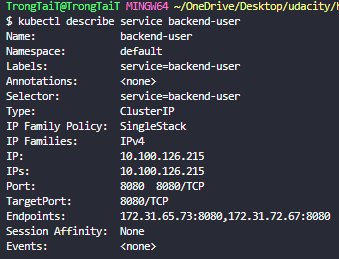 TrongTaiT@TrongTaiT MINGW64 ~/OneDrive/Desktop/udacity/
$ kubectl describe service backend-user
Name: backend-user
Namespace: default
Labels: service=backend-user
Annotations: <none>
Selector: service=backend-user
Type: ClusterIP
IP Family Policy: SingleStack
IP Families: IPv4
IP: 10.100.126.215
IPs: 10.100.126.215
Port: 8080 8080/TCP
TargetPort: 8080/TCP
Endpoints: 172.31.65.73:8080,172.31.72.67:8080
Session Affinity: None
Events: <none>